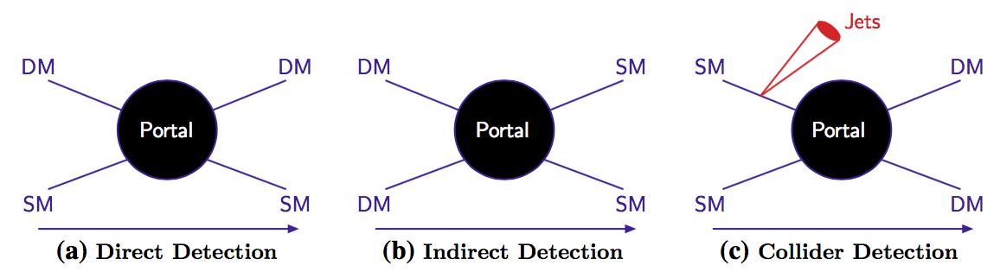 Jets
DM DM DM SM SM DM
Portal Portal Portal
SM SM DM SM SM DM
(a) Direct Detection (b) Indirect Detection (c) Collider Detection